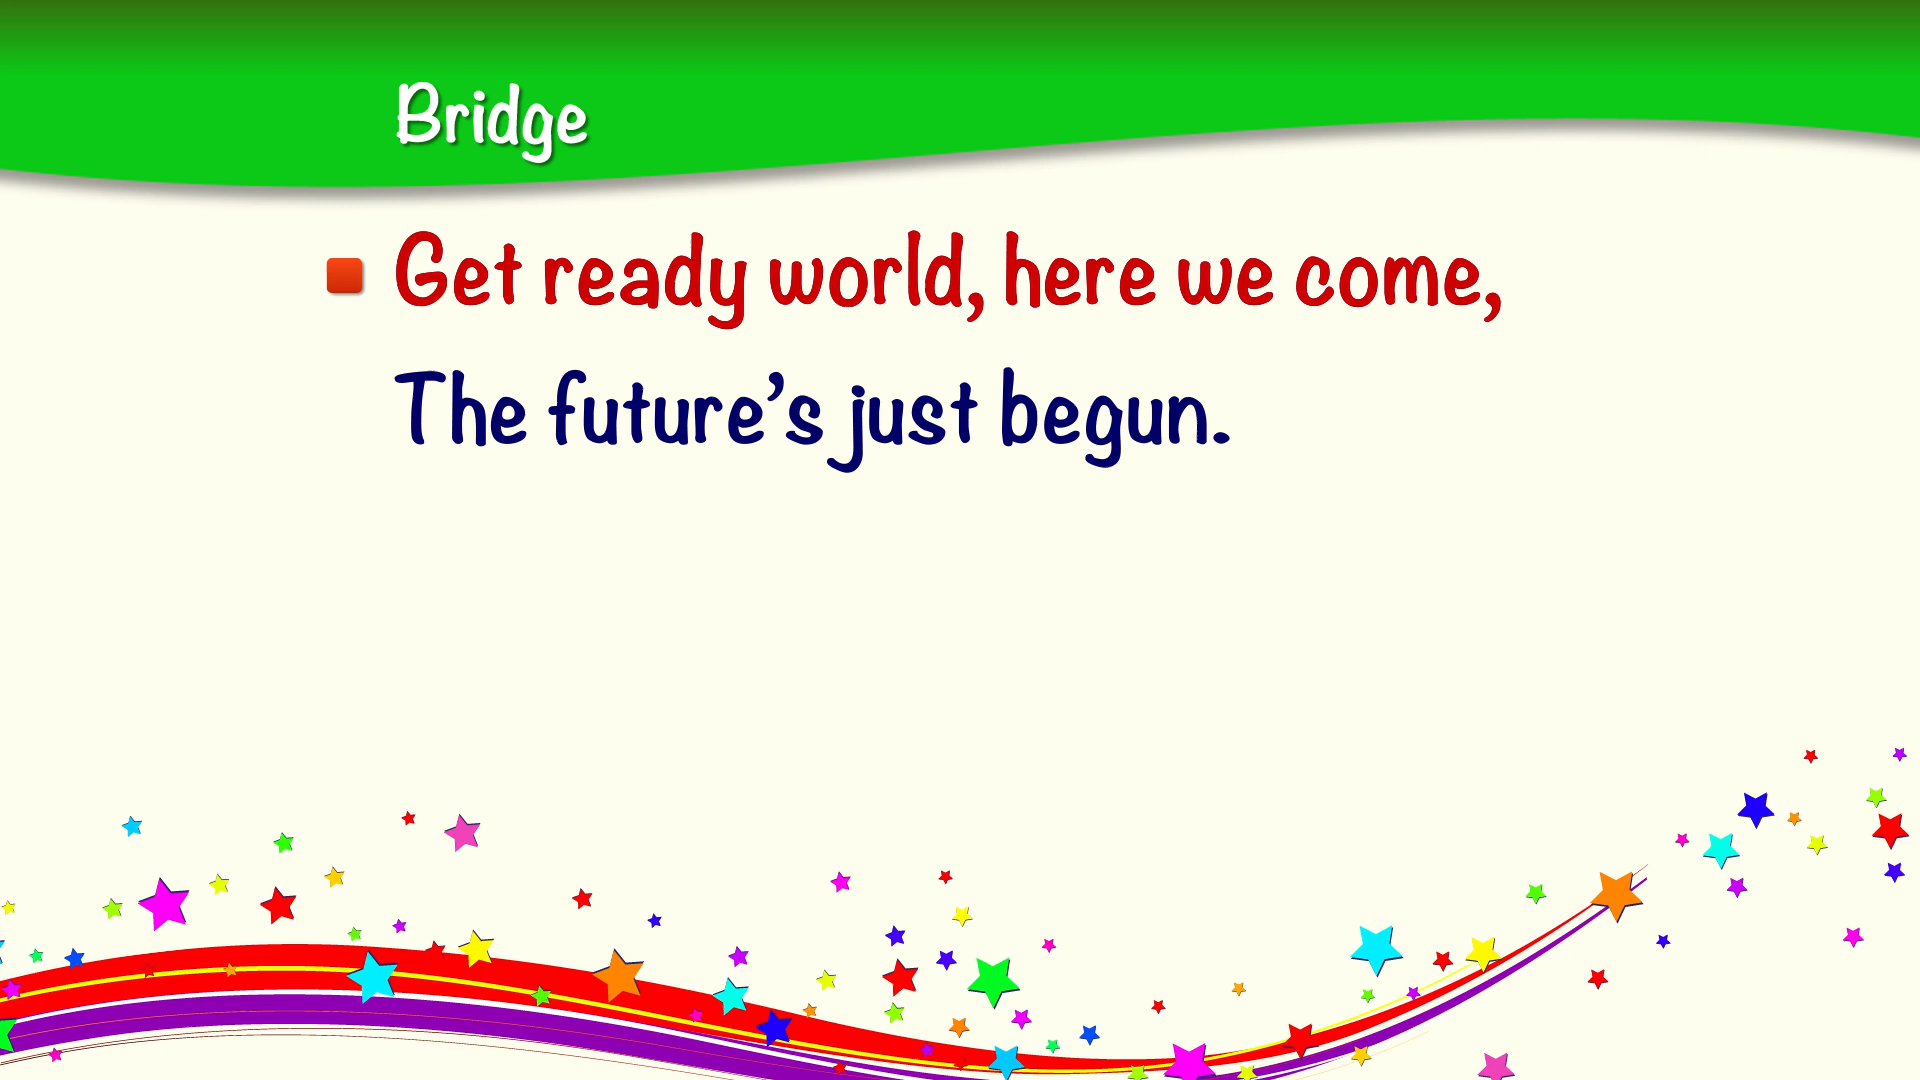 Bridge
Get ready world, here we come,
The future’s just begun.